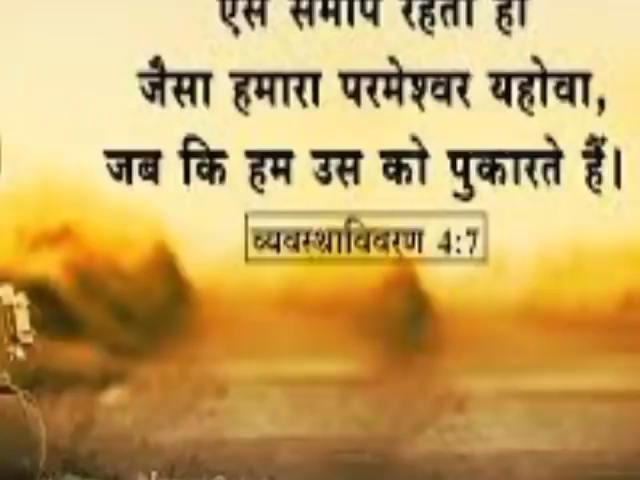 ऐसे समीप रहता हो
जैसा हमारा परमेश्वर यहोवा,
जब कि हम उस को पुकारते हैं।
व्यवस्थाविवरण 4:7